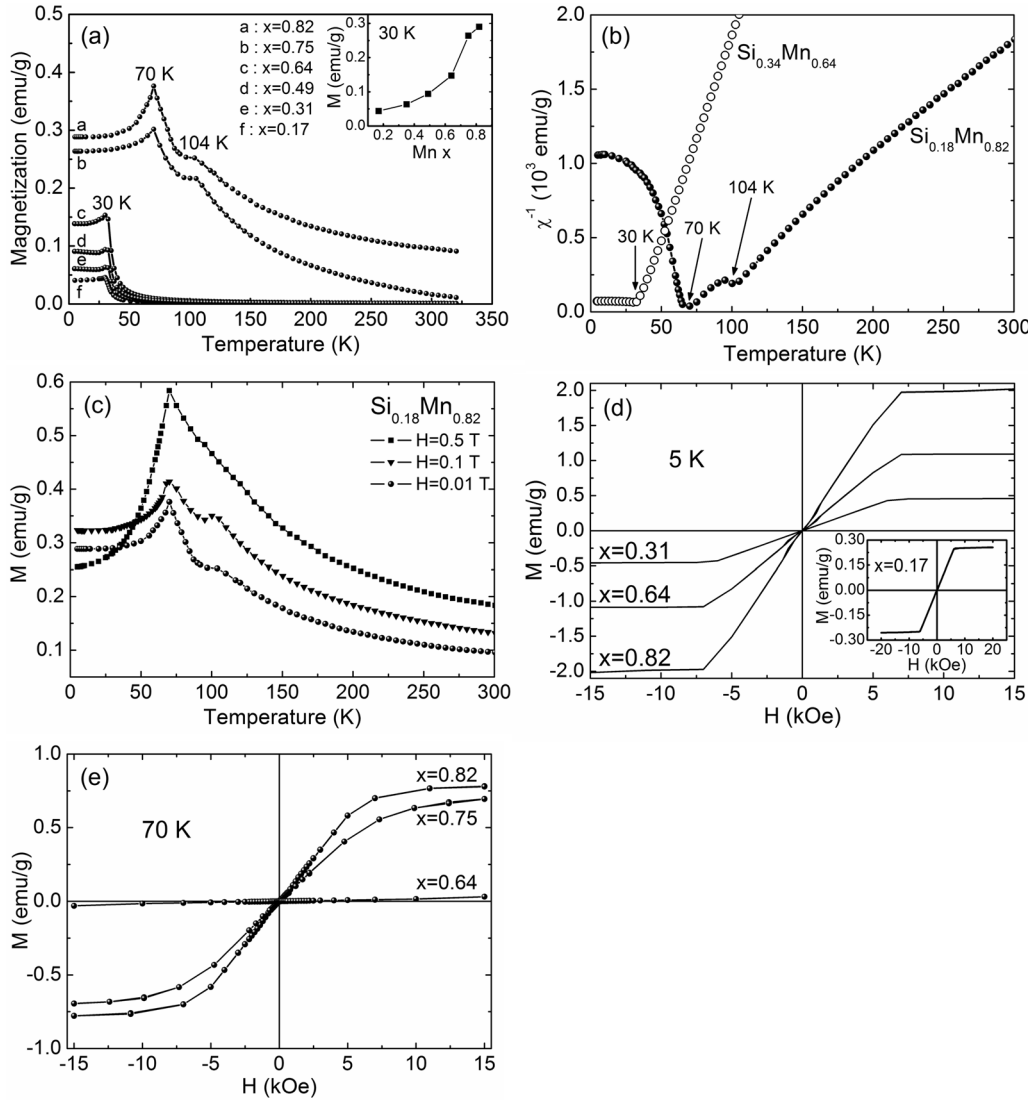 (a)
a : x=0.82
b : x=0.75
c : x=0.64
d : x=0.49
e : x=0.31
f : x=0.17
70 K
104 K
30 K
a
b
c
d
e
f
0.5
0.4
0.3
0.2
0.1
0.0
Magnetization (emu/g)
0 50 100 150 200 250 300 350
Temperature (K)
30 K
0.3
0.2
0.1
0.0
M (emu/g)
0.2 0.4 0.6 0.8
Mn x
(b)
Si0.34Mn0.64
Si0.18Mn0.82
30 K
70 K
104 K
2.0
1.5
1.0
0.5
0.0
χ-1 (10³ emu/g)
0 50 100 150 200 250 300
Temperature (K)
(c)
Si0.18Mn0.82
H=0.5 T
H=0.1 T
H=0.01 T
0.6
0.5
0.4
0.3
0.2
0.1
M (emu/g)
0 50 100 150 200 250 300
Temperature (K)
(d)
5 K
x=0.31
x=0.64
x=0.82
2.0
1.5
1.0
0.5
0.0
-0.5
-1.0
-1.5
-2.0
M (emu/g)
-15 -10 -5 0 5 10 15
H (kOe)
x=0.17
0.30
0.15
0.00
-0.15
-0.30
M (emu/g)
-20 -10 0 10 20
H (kOe)
(e)
70 K
x=0.82
x=0.75
x=0.64
1.0
0.5
0.0
-0.5
-1.0
M (emu/g)
-15 -10 -5 0 5 10 15
H (kOe)